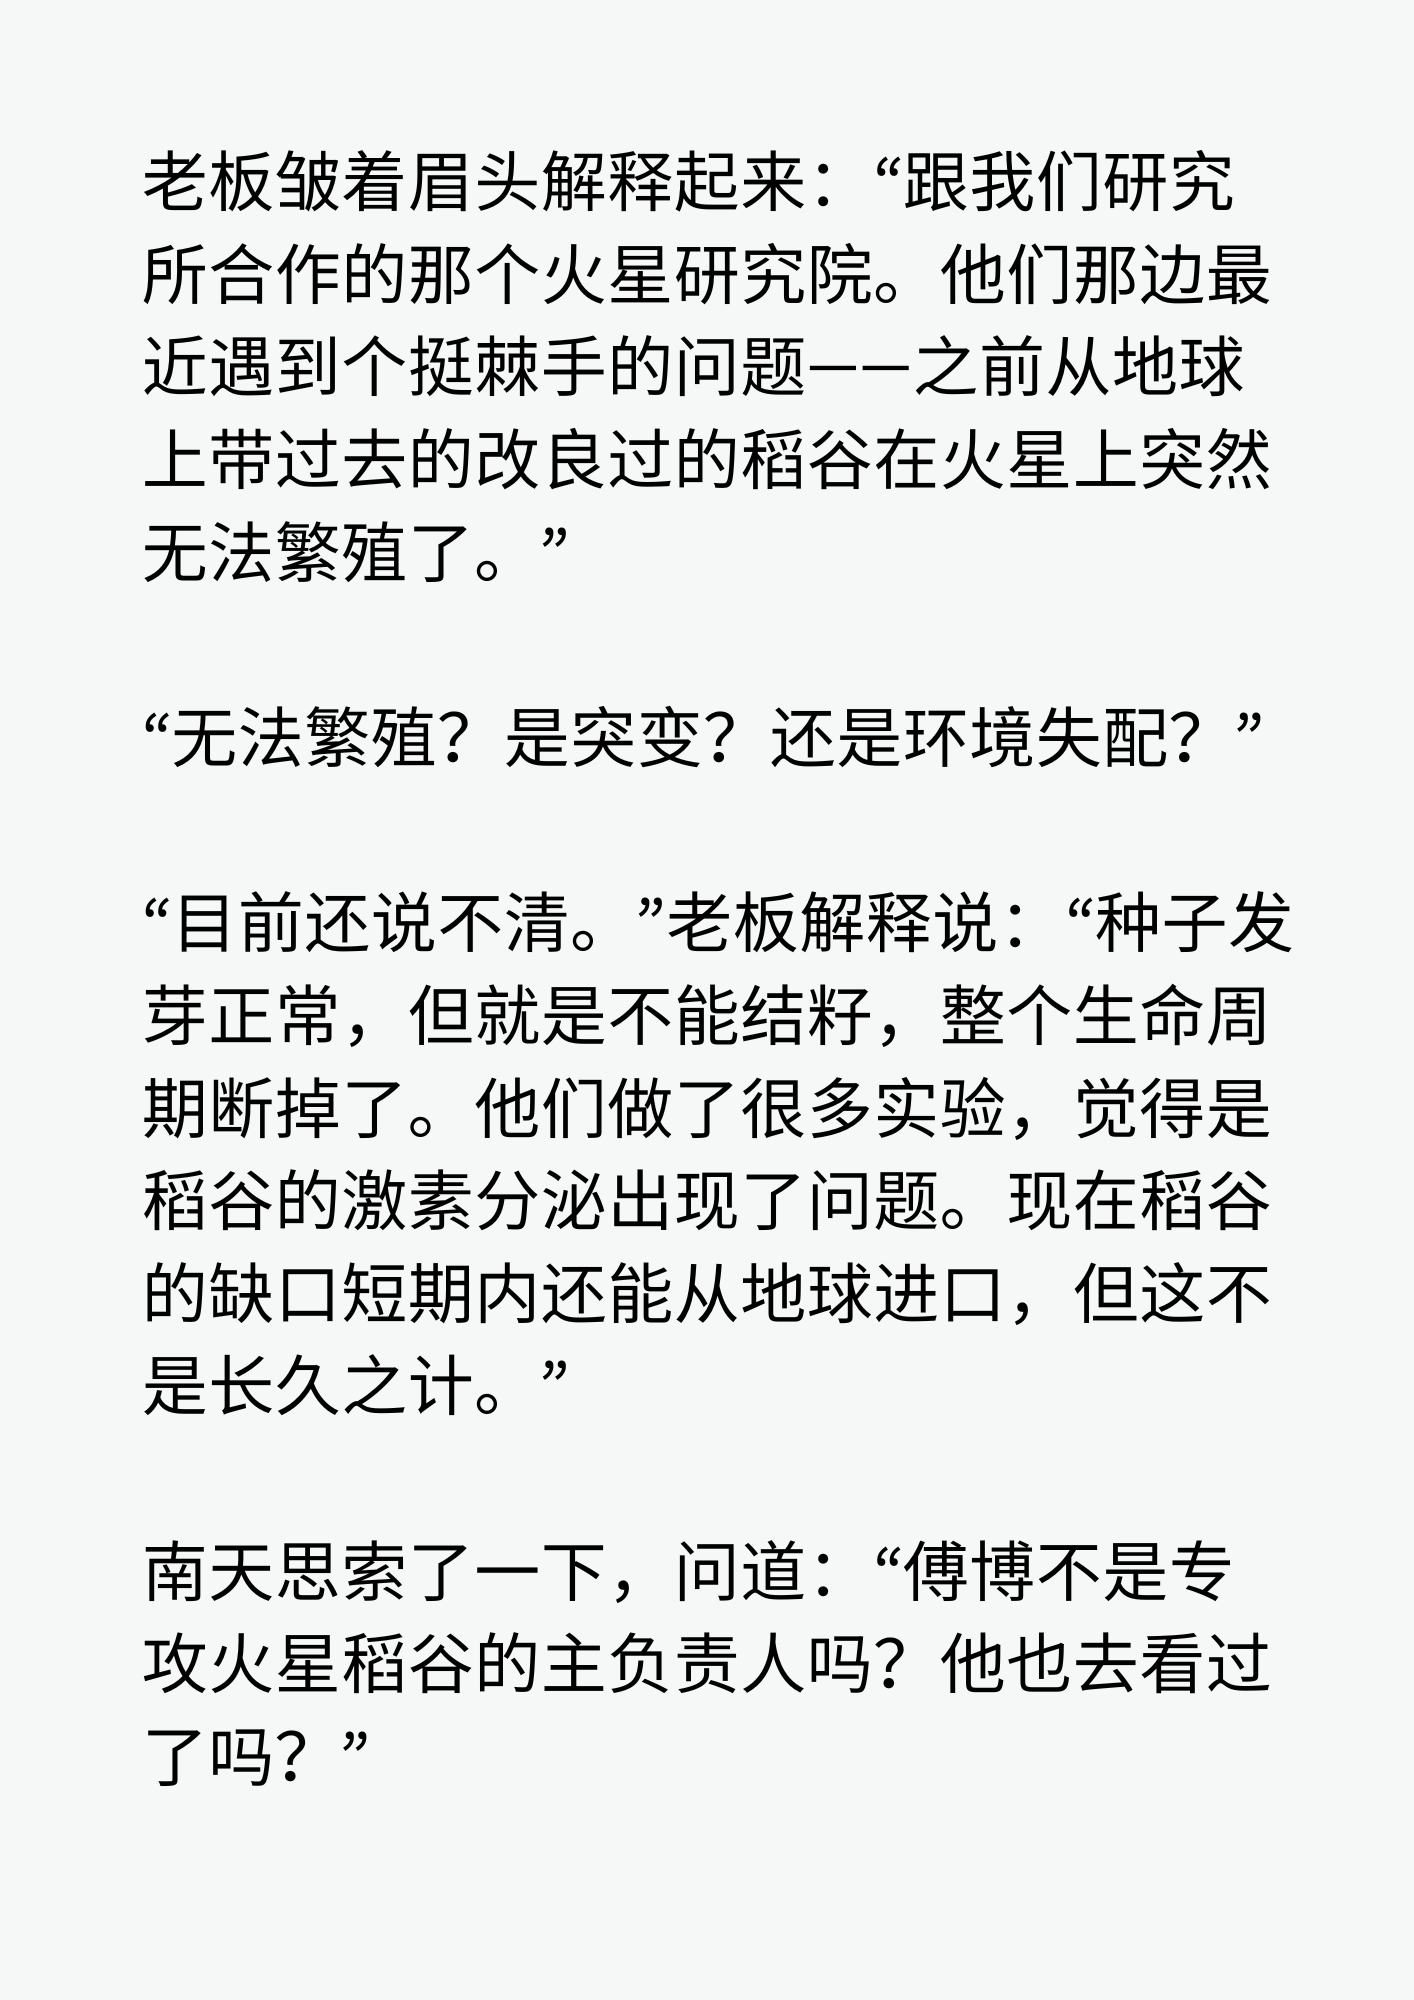 老板皱着眉头解释起来：“跟我们研究
所合作的那个火星研究院。他们那边最
近遇到个挺棘手的问题——之前从地球
上带过去的改良过的稻谷在火星上突然
无法繁殖了。”
“无法繁殖？是突变？还是环境失配？”
“目前还说不清。”老板解释说：“种子发
芽正常，但就是不能结籽，整个生命周
期断掉了。他们做了很多实验，觉得是
稻谷的激素分泌出现了问题。现在稻谷
的缺口短期内还能从地球进口，但这不
是长久之计。”
南天思索了一下，问道：“傅博不是专
攻火星稻谷的主负责人吗？他也去看过
了吗？”